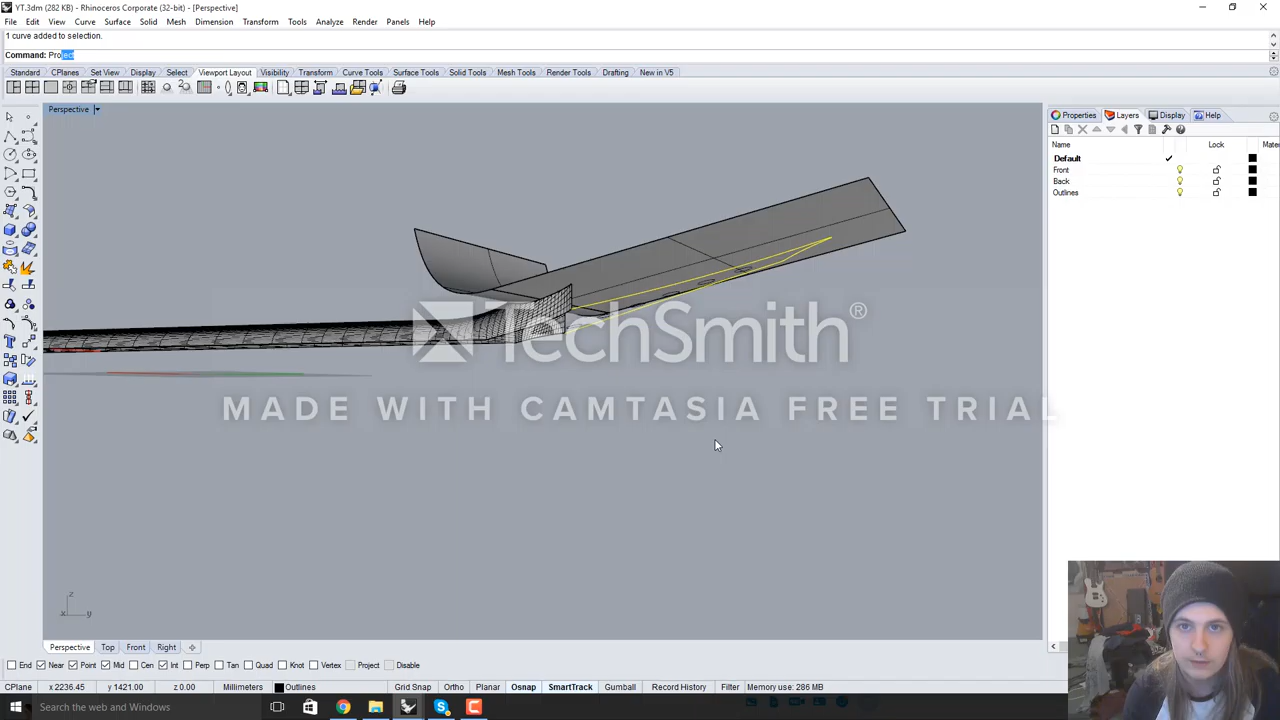 YT.3dm (282 KB) - Rhinoceros Corporate (32-bit) - [Perspective]
File Edit View Curve Surface Solid Mesh Dimension Transform Tools Analyze Render Panels Help
1 curve added to selection.
Command: Project
Standard CPlanes Set View Display Select Viewport Layout Visibility Transform Curve Tools Surface Tools Solid Tools Mesh Tools Render Tools Drafting New in V5
Perspective
Properties Layers Display Help
Name Lock Mate
Default
Front
Back
Outlines
TechSmith®
MADE WITH CAMTASIA FREE TRIAL
z
x y
Perspective Top Front Right
End Near Point Mid Cen Int Perp Tan Quad Knot Vertex Project Disable
CPlane x 2236.45 y 1421.00 z 0.00 Millimeters Outlines Grid Snap Ortho Planar Osnap SmartTrack Gumball Record History Filter Memory use: 286 MB
Search the web and Windows